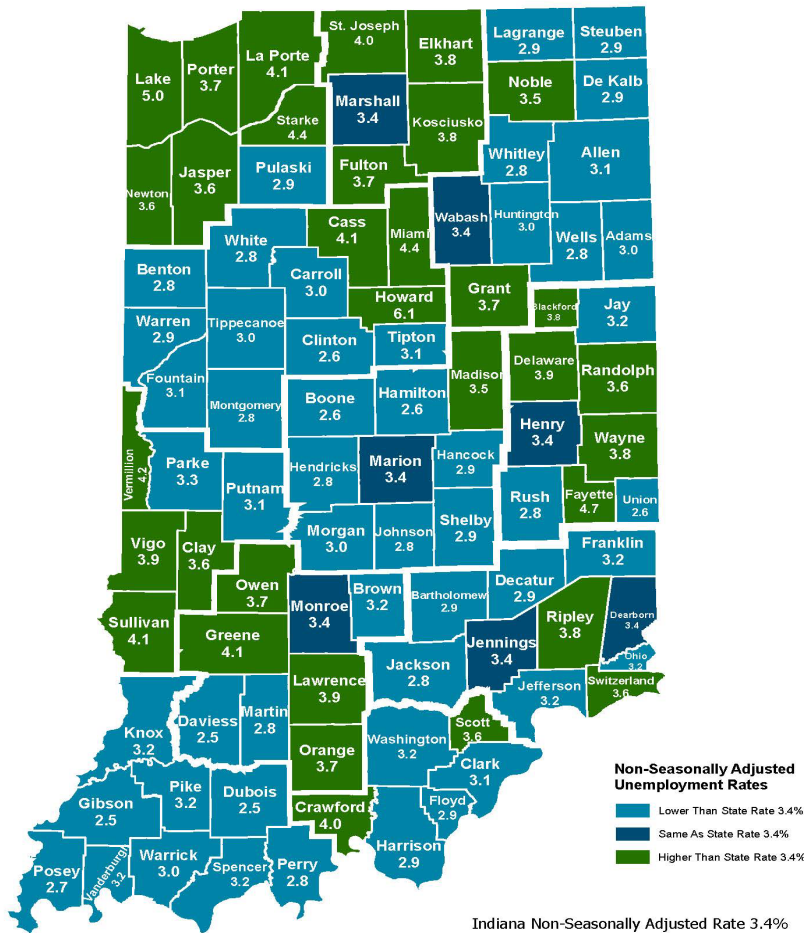 St. Joseph
4.0
Elkhart
3.8
Lagrange
2.9
Steuben
2.9
La Porte
4.1
Porter
3.7
Lake
5.0
Noble
3.5
De Kalb
2.9
Marshall
3.4
Starke
4.4
Kosciusko
3.8
Whitley
2.8
Allen
3.1
Jasper
3.6
Pulaski
2.9
Fulton
3.7
Newton
3.6
Wabash
3.4
Huntington
3.0
Cass
4.1
Miami
4.4
White
2.8
Wells
2.8
Adams
3.0
Benton
2.8
Carroll
3.0
Grant
3.7
Howard
6.1
Blackford
3.8
Jay
3.2
Warren
2.9
Tippecanoe
3.0
Clinton
2.6
Tipton
3.1
Madison
3.5
Delaware
3.9
Randolph
3.6
Fountain
3.1
Montgomery
2.8
Boone
2.6
Hamilton
2.6
Henry
3.4
Wayne
3.8
Vermillion
4.2
Parke
3.3
Putnam
3.1
Hendricks
2.8
Marion
3.4
Hancock
2.9
Rush
2.8
Fayette
4.7
Union
2.6
Vigo
3.9
Clay
3.6
Morgan
3.0
Johnson
2.8
Shelby
2.9
Franklin
3.2
Owen
3.7
Monroe
3.4
Brown
3.2
Bartholomew
2.9
Decatur
2.9
Sullivan
4.1
Greene
4.1
Ripley
3.8
Dearborn
3.4
Jennings
3.4
Ohio
3.2
Jackson
2.8
Lawrence
3.9
Jefferson
3.2
Switzerland
3.6
Knox
3.2
Daviess
2.5
Martin
2.8
Scott
3.6
Washington
3.2
Orange
3.7
Clark
3.1
Pike
3.2
Dubois
2.5
Gibson
2.5
Crawford
4.0
Floyd
2.9
Harrison
2.9
Posey
2.7
Vanderburgh
3.2
Warrick
3.0
Spencer
3.2
Perry
2.8
Non-Seasonally Adjusted
Unemployment Rates
Lower Than State Rate 3.4%
Same As State Rate 3.4%
Higher Than State Rate 3.4%
Indiana Non-Seasonally Adjusted Rate 3.4%